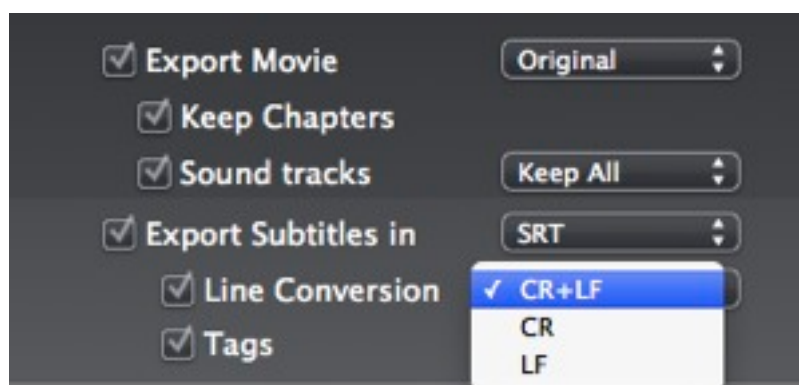 Export Movie Original
Keep Chapters
Sound tracks Keep All
Export Subtitles in SRT
Line Conversion CR+LF
CR
Tags
LF